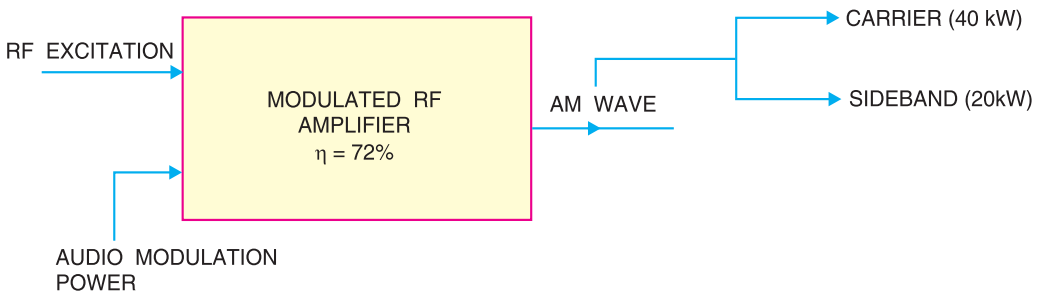 CARRIER (40 kW)
RF EXCITATION
MODULATED RF
AMPLIFIER
η = 72%
AM WAVE
SIDEBAND (20kW)
AUDIO MODULATION
POWER